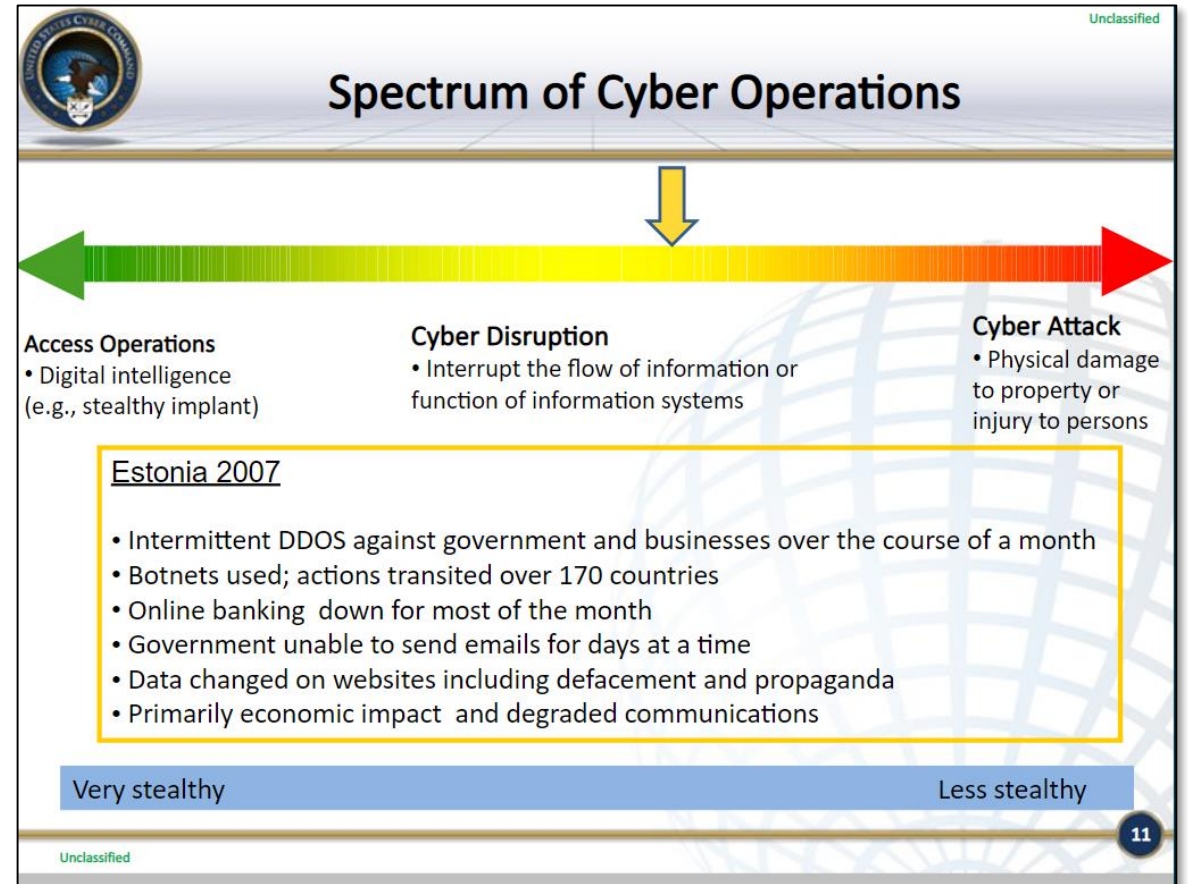 Unclassified
UNITED STATES CYBER COMMAND
Spectrum of Cyber Operations
Access Operations
• Digital intelligence
(e.g., stealthy implant)
Cyber Disruption
• Interrupt the flow of information or
function of information systems
Cyber Attack
• Physical damage
to property or
injury to persons
Estonia 2007
• Intermittent DDOS against government and businesses over the course of a month
• Botnets used; actions transited over 170 countries
• Online banking  down for most of the month
• Government unable to send emails for days at a time
• Data changed on websites including defacement and propaganda
• Primarily economic impact  and degraded communications
Very stealthy
Less stealthy
11
Unclassified